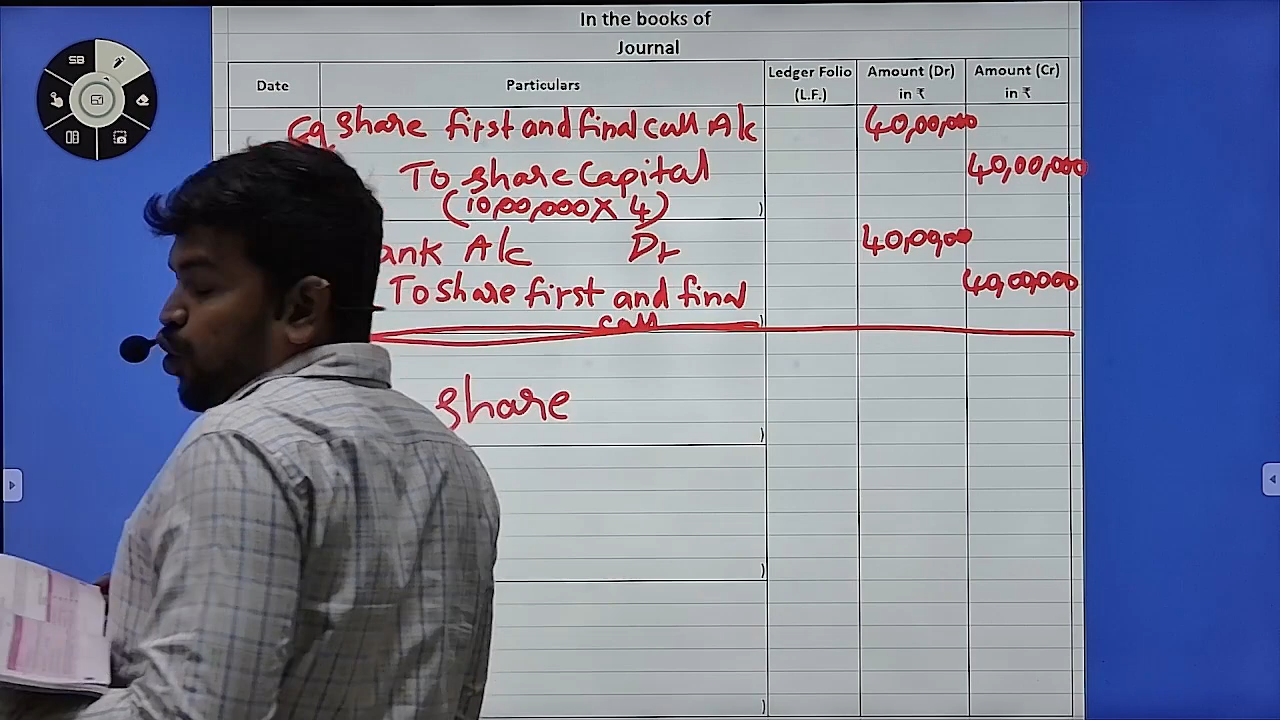 In the books of
Journal
Date Particulars Ledger Folio (L.F.) Amount (Dr) in ₹ Amount (Cr) in ₹
Eq share first and final call A/c 40,00,000
To share Capital 40,00,000
(10,00,000 X 4) )
ank A/c Dr 40,00,000
To share first and final 40,00,000
call )
share
)
)
)
SB